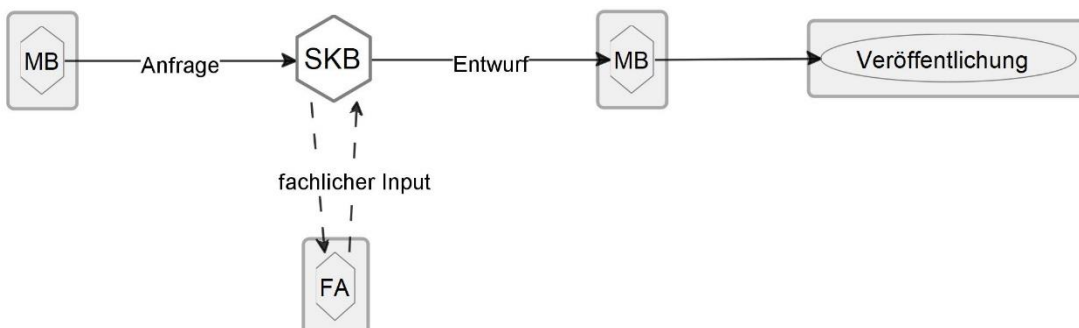 MB
Anfrage
SKB
Entwurf
MB
Veröffentlichung
fachlicher Input
FA